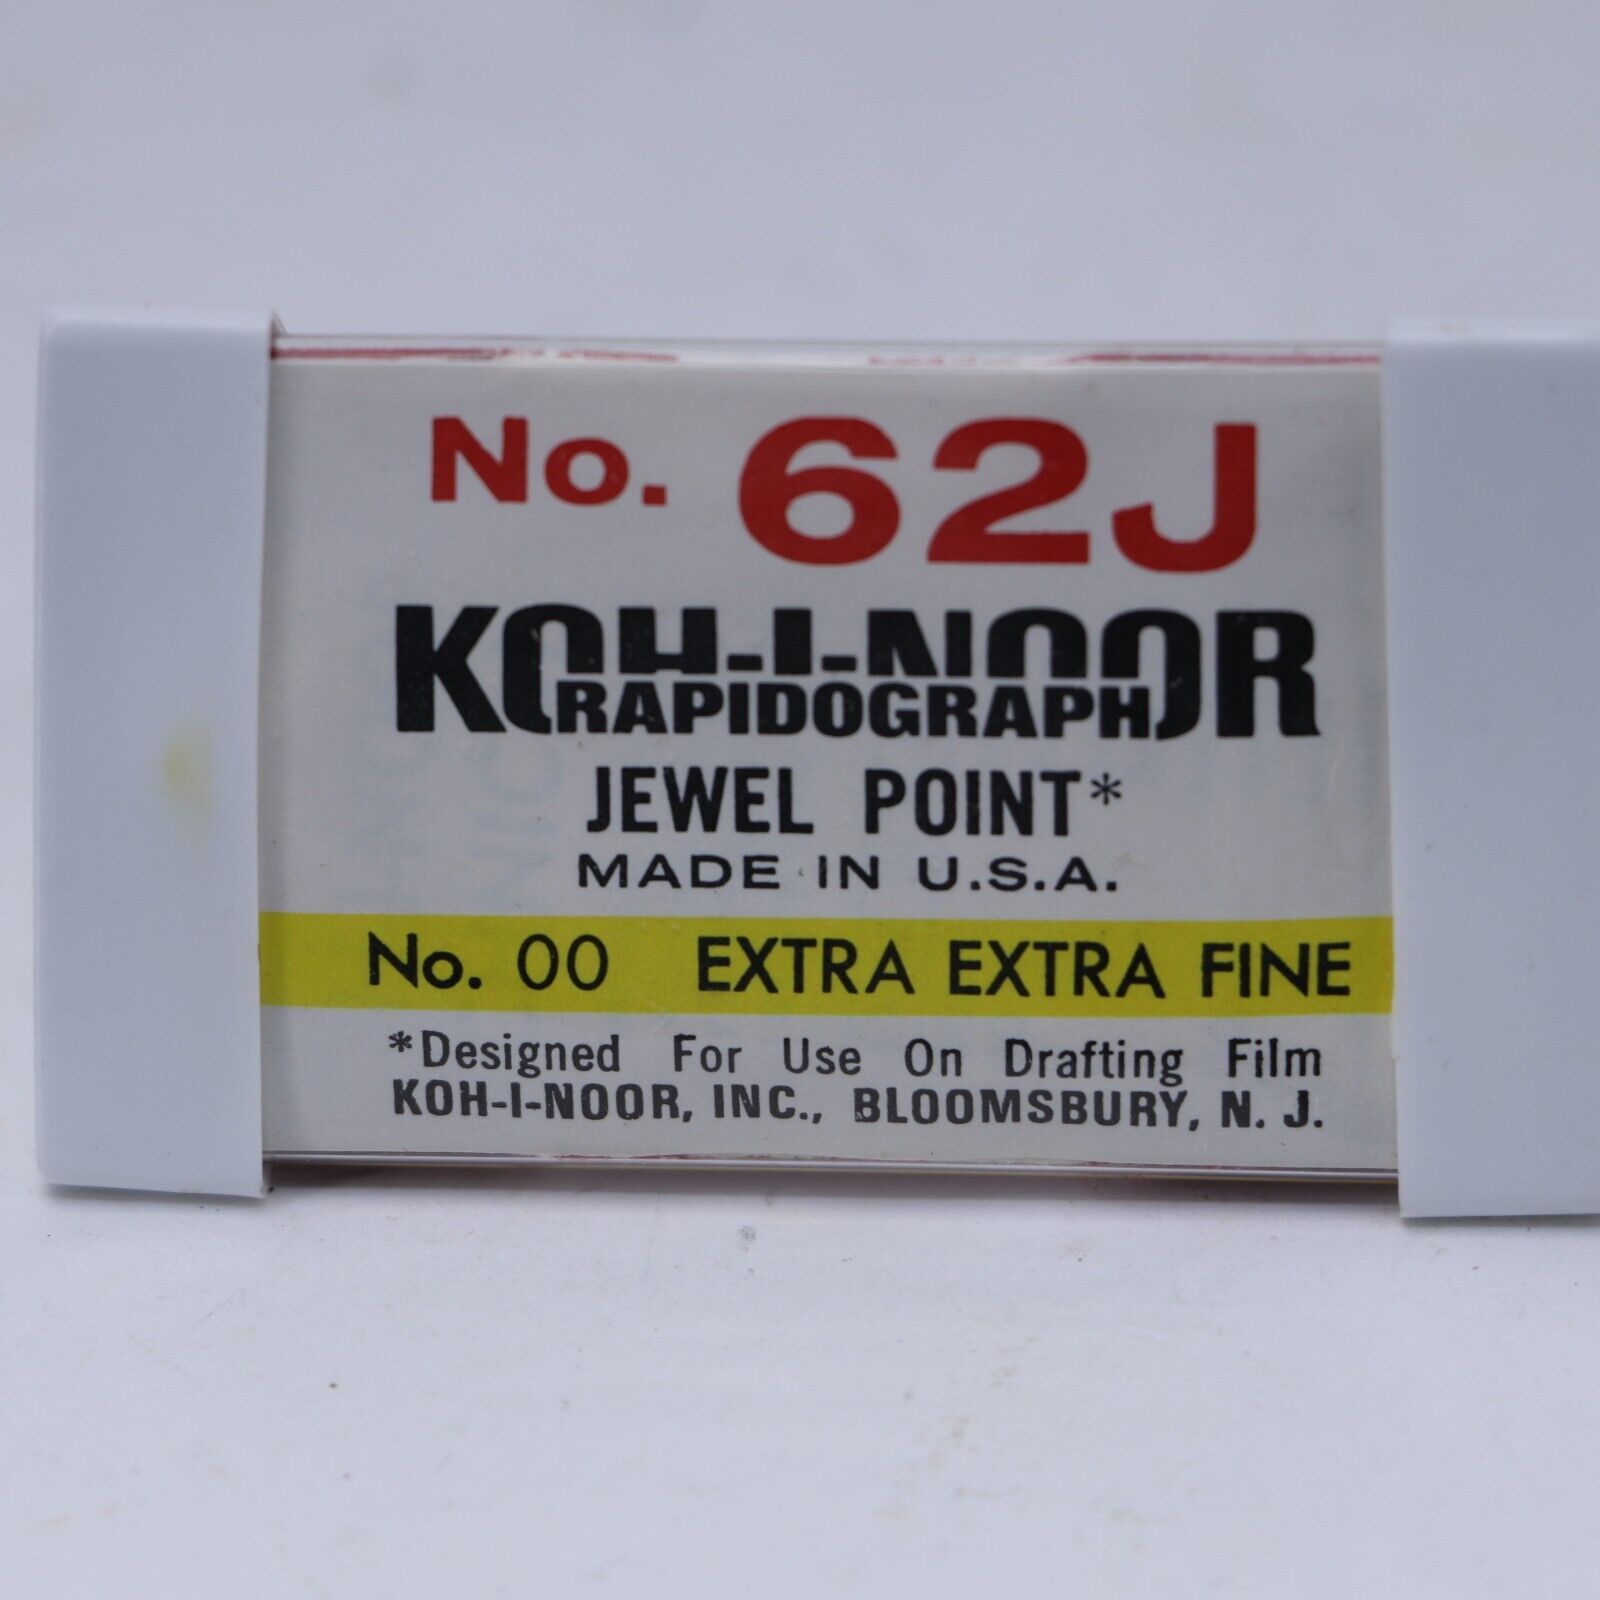 No. 62J
KOH-I-NOOR
RAPIDOGRAPH
JEWEL POINT*
MADE IN U.S.A.
No. 00 EXTRA EXTRA FINE
*Designed For Use On Drafting Film
KOH-I-NOOR, INC., BLOOMSBURY, N. J.